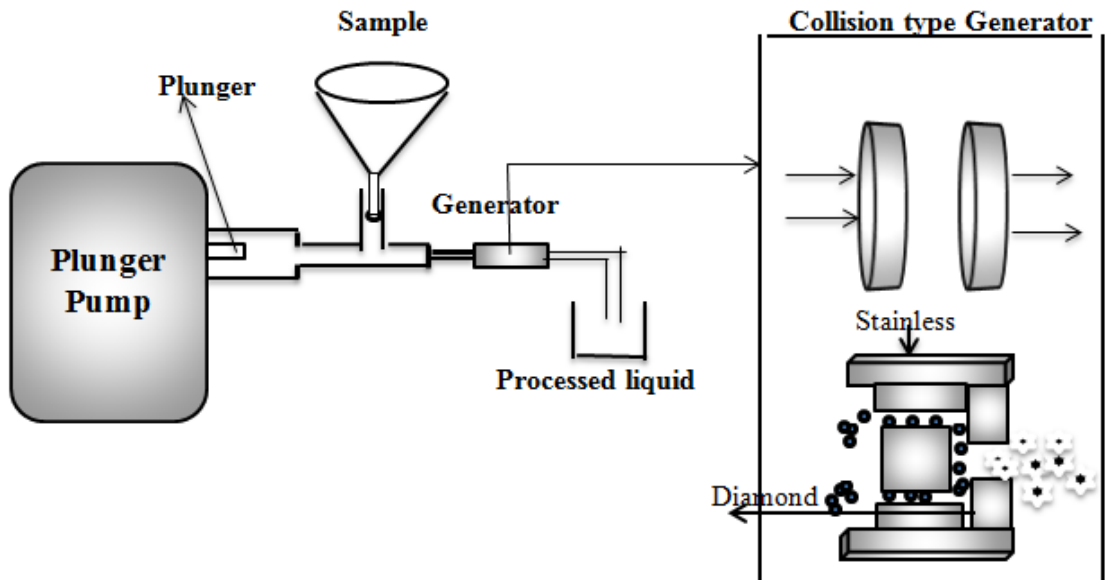 Sample
Collision type Generator
Plunger
Generator
Plunger
Pump
Processed liquid
Stainless
Diamond